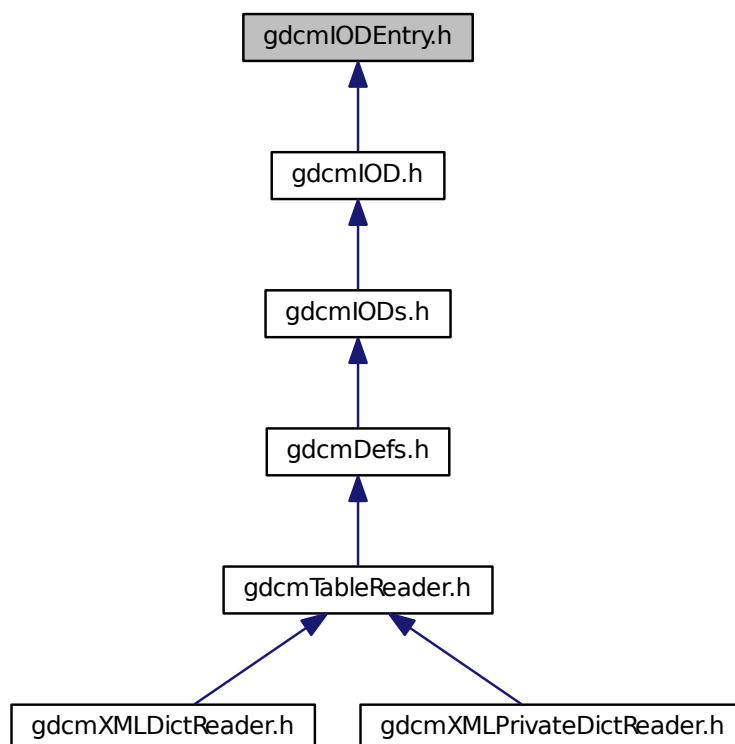 gdcmIODEntry.h
gdcmIOD.h
gdcmIODs.h
gdcmDefs.h
gdcmTableReader.h
gdcmXMLDictReader.h
gdcmXMLPrivateDictReader.h